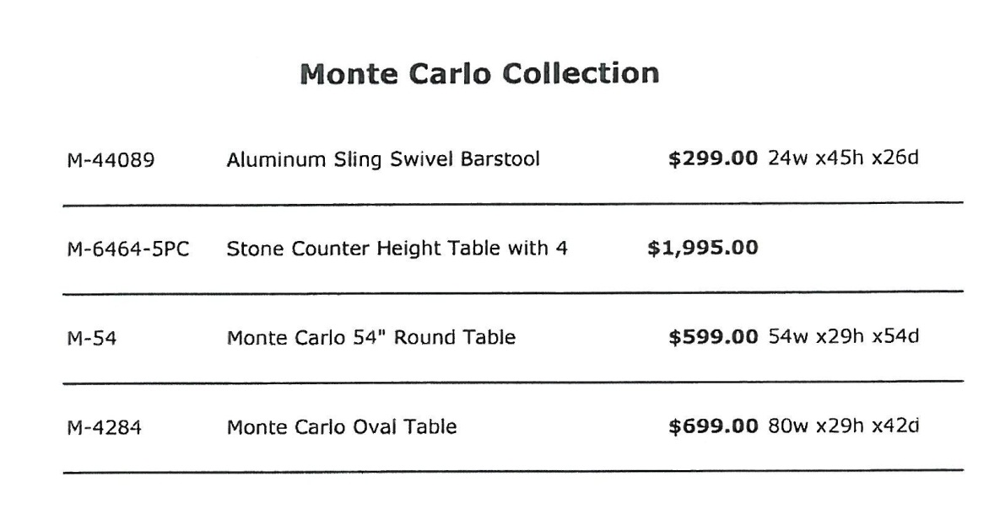 Monte Carlo Collection
M-44089 Aluminum Sling Swivel Barstool $299.00 24w x45h x26d
M-6464-5PC Stone Counter Height Table with 4 $1,995.00
M-54 Monte Carlo 54" Round Table $599.00 54w x29h x54d
M-4284 Monte Carlo Oval Table $699.00 80w x29h x42d